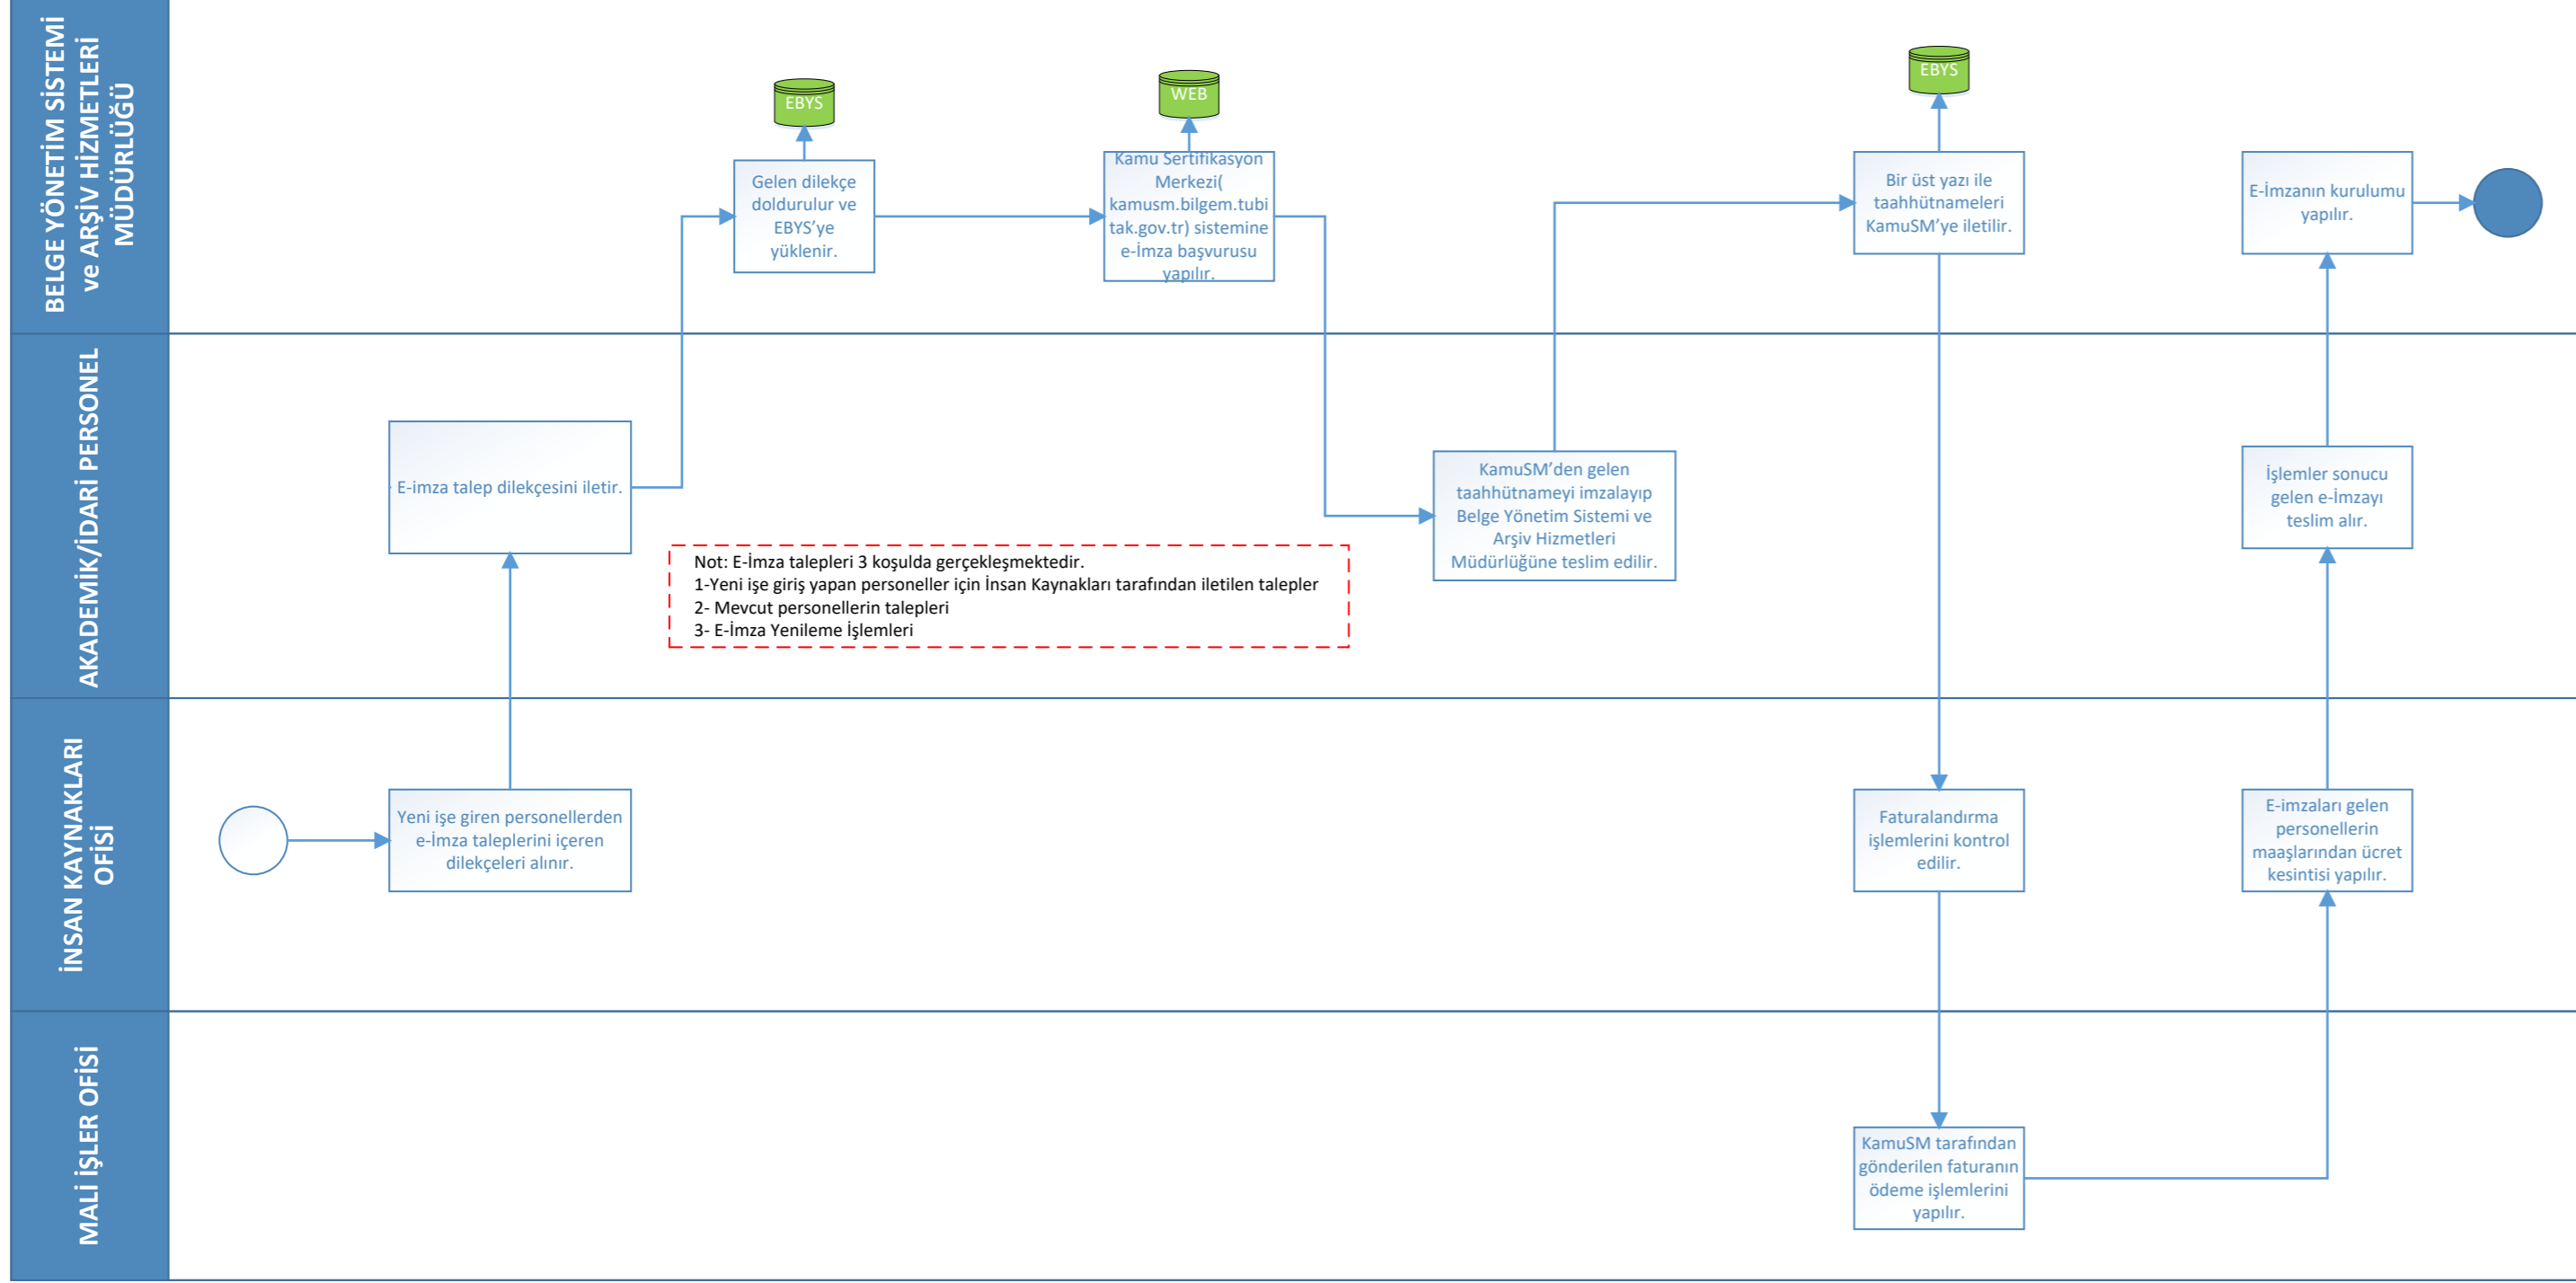 BELGE YÖNETİM SİSTEMİ
ve ARŞİV HİZMETLERİ
MÜDÜRLÜĞÜ
EBYS
Gelen dilekçe
doldurulur ve
EBYS’ye
yüklenir.
WEB
Kamu Sertifikasyon
Merkezi(
kamusm.bilgem.tubi
tak.gov.tr) sistemine
e-İmza başvurusu
yapılır.
EBYS
Bir üst yazı ile
taahhütnameleri
KamuSM’ye iletilir.
E-İmzanın kurulumu
yapılır.
AKADEMİK/İDARİ PERSONEL
E-imza talep dilekçesini iletir.
Not: E-İmza talepleri 3 koşulda gerçekleşmektedir.
1-Yeni işe giriş yapan personeller için İnsan Kaynakları tarafından iletilen talepler
2- Mevcut personellerin talepleri
3- E-İmza Yenileme İşlemleri
KamuSM’den gelen
taahhütnameyi imzalayıp
Belge Yönetim Sistemi ve
Arşiv Hizmetleri
Müdürlüğüne teslim edilir.
İşlemler sonucu
gelen e-İmzayı
teslim alır.
İNSAN KAYNAKLARI
OFİSİ
Yeni işe giren personellerden
e-İmza taleplerini içeren
dilekçeleri alınır.
Faturalandırma
işlemlerini kontrol
edilir.
E-imzaları gelen
personellerin
maaşlarından ücret
kesintisi yapılır.
MALİ İŞLER OFİSİ
KamuSM tarafından
gönderilen faturanın
ödeme işlemlerini
yapılır.